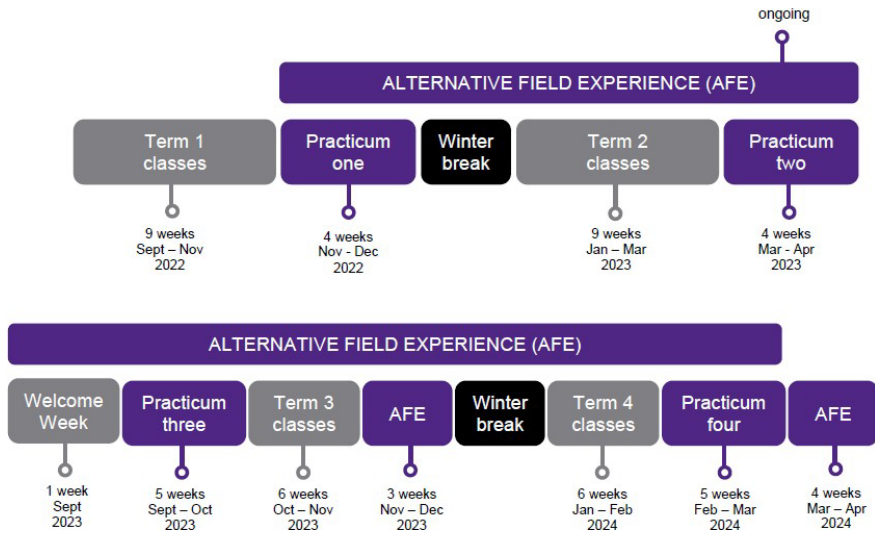 ongoing
ALTERNATIVE FIELD EXPERIENCE (AFE)
Term 1
classes
Practicum
one
Winter
break
Term 2
classes
Practicum
two
9 weeks
Sept – Nov
2022
4 weeks
Nov - Dec
2022
9 weeks
Jan – Mar
2023
4 weeks
Mar - Apr
2023
ALTERNATIVE FIELD EXPERIENCE (AFE)
Welcome
Week
Practicum
three
Term 3
classes
AFE
Winter
break
Term 4
classes
Practicum
four
AFE
1 week
Sept
2023
5 weeks
Sept – Oct
2023
6 weeks
Oct – Nov
2023
3 weeks
Nov – Dec
2023
6 weeks
Jan – Feb
2024
5 weeks
Feb – Mar
2024
4 weeks
Mar – Apr
2024